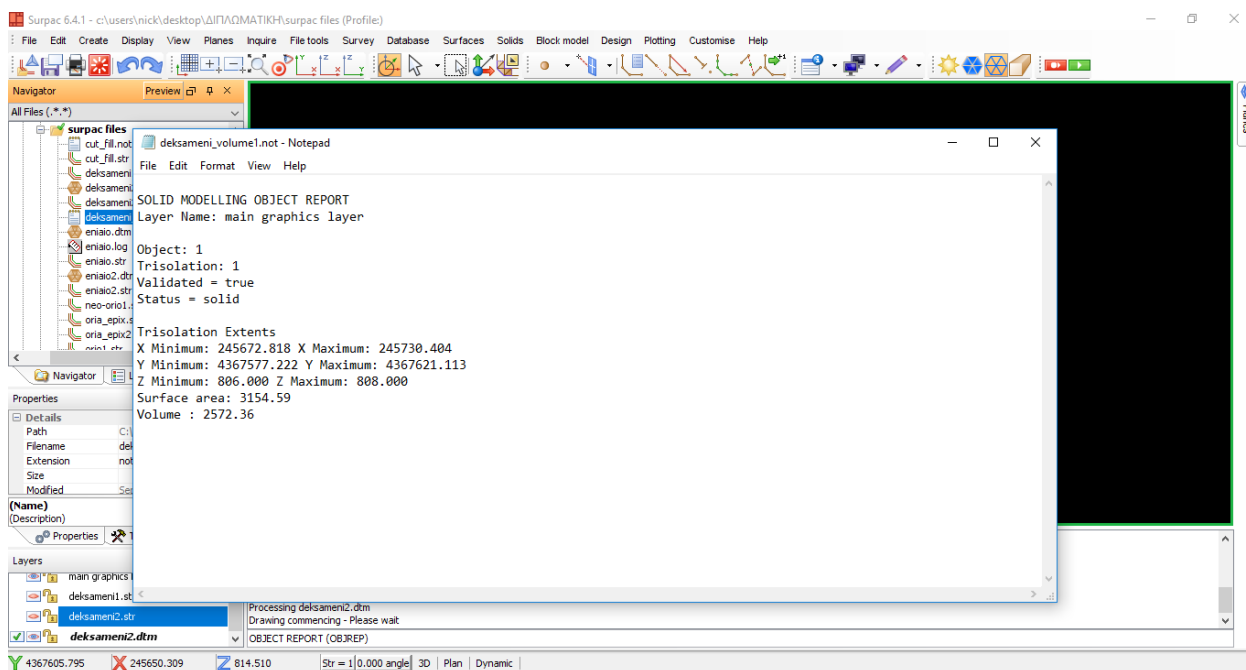 Surpac 6.4.1 - c:\users\nick\desktop\ΔΙΠΛΩΜΑΤΙΚΗ\surpac files (Profile:)
File Edit Create Display View Planes Inquire File tools Survey Database Surfaces Solids Block model Design Plotting Customise Help
Navigator Preview
All Files (*.*)
surpac files
cut_fill.not
cut_fill.str
deksameni
deksameni
deksameni
deksameni
eniaio.dtm
eniaio.log
eniaio.str
eniaio2.dtm
eniaio2.str
neo-orio1.
oria_epix.s
oria_epix2
orio1.str
Navigator
Properties
Details
Path C:\
Filename dek
Extension not
Size
Modified Sep
(Name)
(Description)
Properties
Layers
main graphics l
deksameni1.st
deksameni2.str
deksameni2.dtm
deksameni_volume1.not - Notepad
File Edit Format View Help
SOLID MODELLING OBJECT REPORT
Layer Name: main graphics layer
Object: 1
Trisolation: 1
Validated = true
Status = solid
Trisolation Extents
X Minimum: 245672.818 X Maximum: 245730.404
Y Minimum: 4367577.222 Y Maximum: 4367621.113
Z Minimum: 806.000 Z Maximum: 808.000
Surface area: 3154.59
Volume : 2572.36
Processing deksameni2.dtm
Drawing commencing - Please wait
OBJECT REPORT (OBJREP)
Y 4367605.795 X 245650.309 Z 814.510 Str = 1 0.000 angle 3D Plan Dynamic